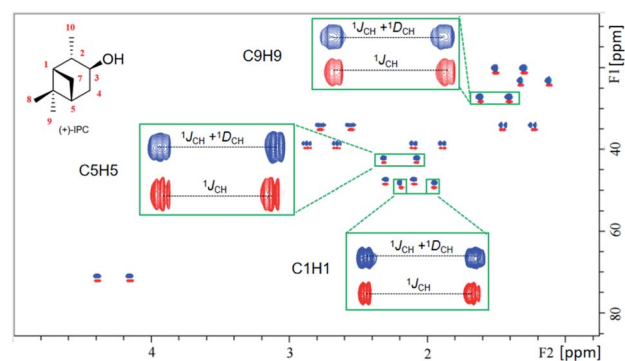 10
1
2
OH
3
7
4
8
5
9
(+)-IPC
C9H9
¹J_CH +¹D_CH
¹J_CH
C5H5
¹J_CH +¹D_CH
¹J_CH
C1H1
¹J_CH +¹D_CH
¹J_CH
F1 [ppm]
40
60
80
4
3
2
F2 [ppm]